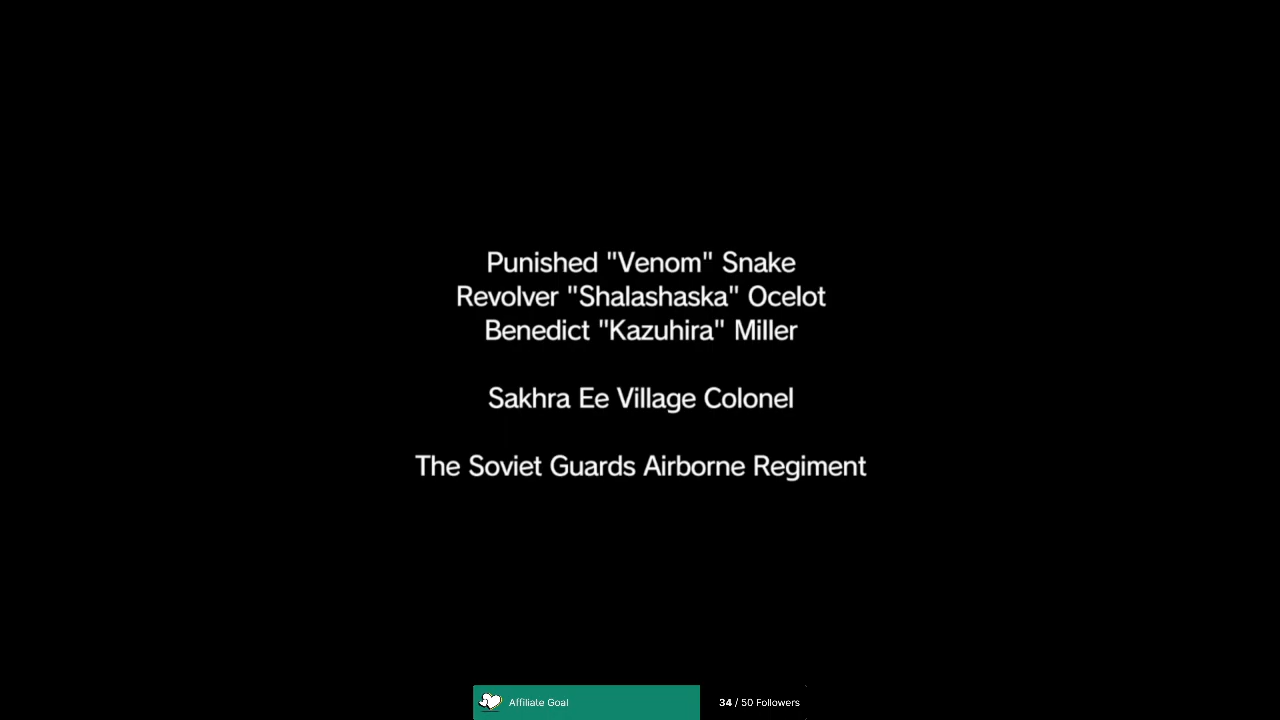 Punished "Venom" Snake
Revolver "Shalashaska" Ocelot
Benedict "Kazuhira" Miller
Sakhra Ee Village Colonel
The Soviet Guards Airborne Regiment
Affiliate Goal
34 / 50 Followers